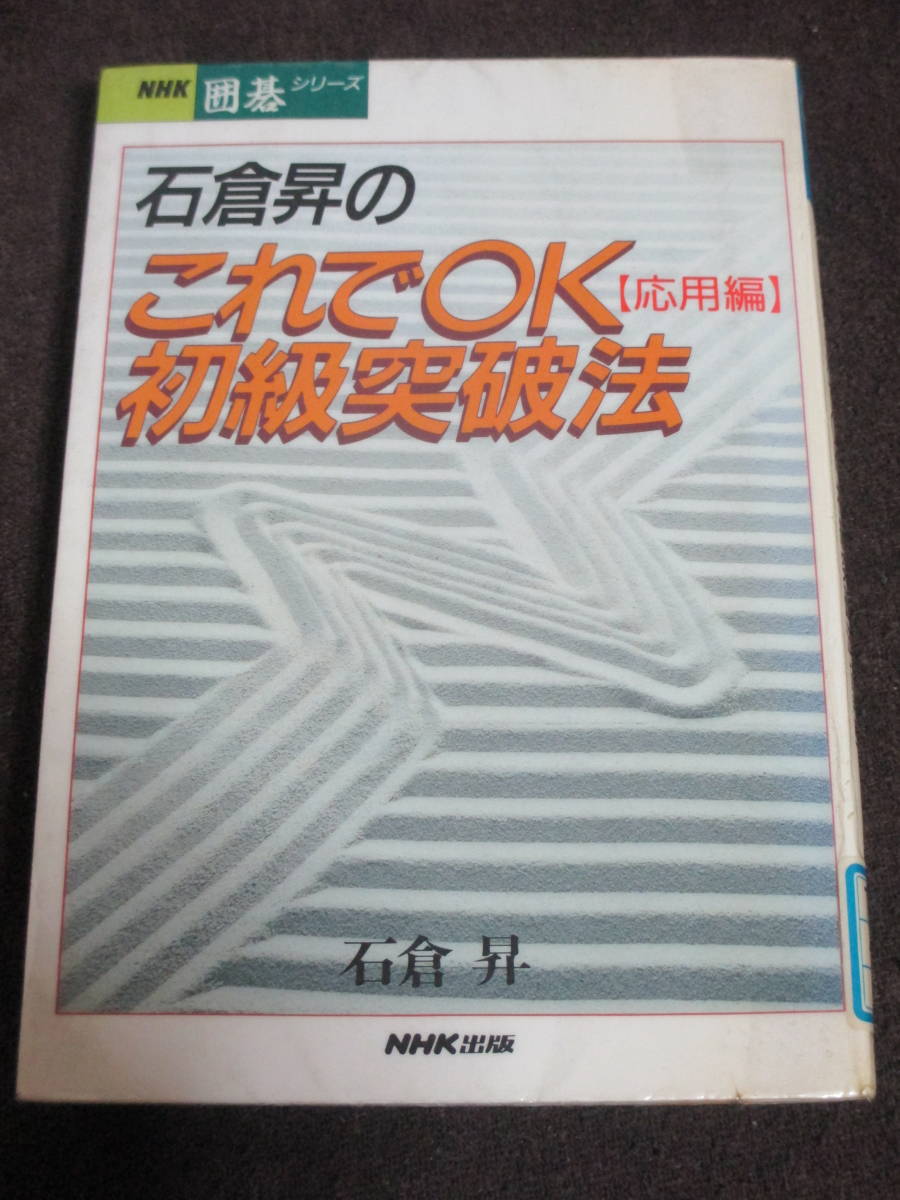 NHK 囲碁シリーズ
石倉昇の
これでOK【応用編】
初級突破法
石倉 昇
NHK出版